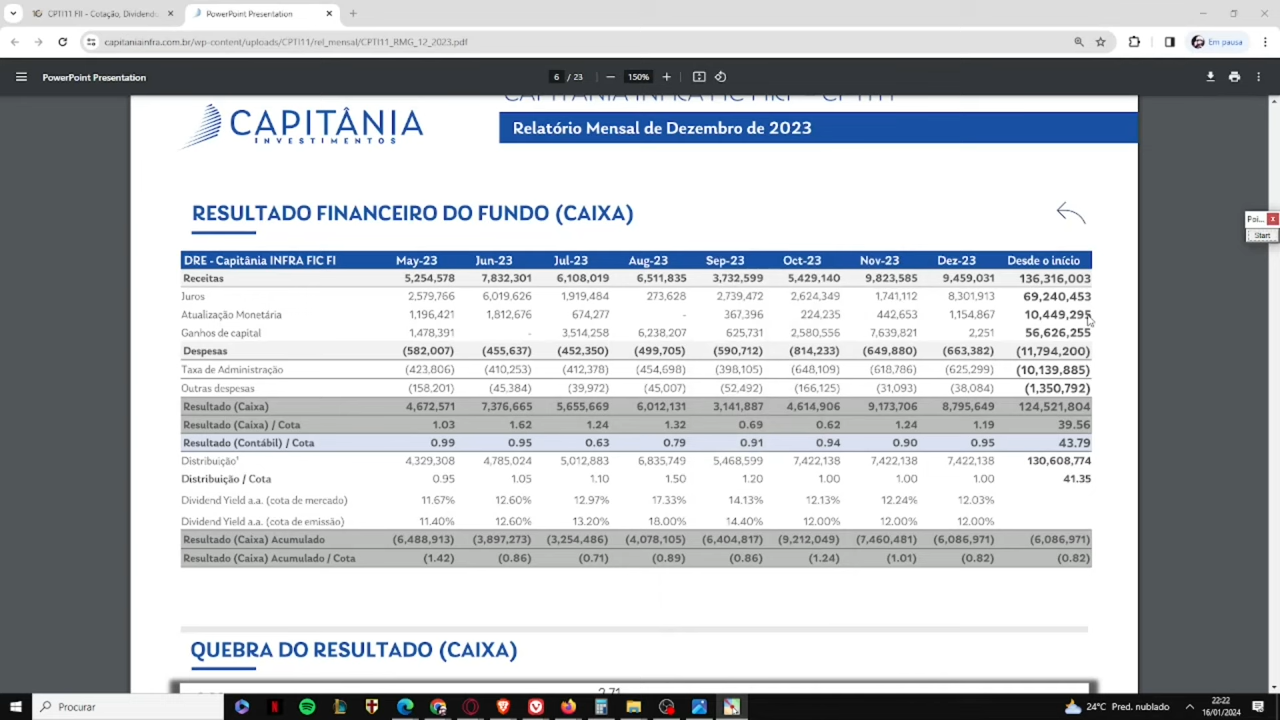 CPTI11 FII - Cotação, Dividendo
PowerPoint Presentation
capitaniainfra.com.br/wp-content/uploads/CPTI11/rel_mensal/CPTI11_RMG_12_2023.pdf
Em pausa
PowerPoint Presentation
6 / 23
150%
CAPITÂNIA INFRA FIC FIRF - CPTI11
CAPITÂNIA
INVESTIMENTOS
Relatório Mensal de Dezembro de 2023
RESULTADO FINANCEIRO DO FUNDO (CAIXA)
Poi...
Start
DRE - Capitânia INFRA FIC FI May-23 Jun-23 Jul-23 Aug-23 Sep-23 Oct-23 Nov-23 Dez-23 Desde o início
Receitas 5,254,578 7,832,301 6,108,019 6,511,835 3,732,599 5,429,140 9,823,585 9,459,031 136,316,003
Juros 2,579,766 6,019,626 1,919,484 273,628 2,739,472 2,624,349 1,741,112 8,301,913 69,240,453
Atualização Monetária 1,196,421 1,812,676 674,277 - 367,396 224,235 442,653 1,154,867 10,449,295
Ganhos de capital 1,478,391 - 3,514,258 6,238,207 625,731 2,580,556 7,639,821 2,251 56,626,255
Despesas (582,007) (455,637) (452,350) (499,705) (590,712) (814,233) (649,880) (663,382) (11,794,200)
Taxa de Administração (423,806) (410,253) (412,378) (454,698) (398,105) (648,109) (618,786) (625,299) (10,139,885)
Outras despesas (158,201) (45,384) (39,972) (45,007) (52,492) (166,125) (31,093) (38,084) (1,350,792)
Resultado (Caixa) 4,672,571 7,376,665 5,655,669 6,012,131 3,141,887 4,614,906 9,173,706 8,795,649 124,521,804
Resultado (Caixa) / Cota 1.03 1.62 1.24 1.32 0.69 0.62 1.24 1.19 39.56
Resultado (Contábil) / Cota 0.99 0.95 0.63 0.79 0.91 0.94 0.90 0.95 43.79
Distribuição¹ 4,329,308 4,785,024 5,012,883 6,835,749 5,468,599 7,422,138 7,422,138 7,422,138 130,608,774
Distribuição / Cota 0.95 1.05 1.10 1.50 1.20 1.00 1.00 1.00 41.35
Dividend Yield a.a. (cota de mercado) 11.67% 12.60% 12.97% 17.33% 14.13% 12.13% 12.24% 12.03%
Dividend Yield a.a. (cota de emissão) 11.40% 12.60% 13.20% 18.00% 14.40% 12.00% 12.00% 12.00%
Resultado (Caixa) Acumulado (6,488,913) (3,897,273) (3,254,486) (4,078,105) (6,404,817) (9,212,049) (7,460,481) (6,086,971) (6,086,971)
Resultado (Caixa) Acumulado / Cota (1.42) (0.86) (0.71) (0.89) (0.86) (1.24) (1.01) (0.82) (0.82)
QUEBRA DO RESULTADO (CAIXA)
2.71
Procurar
24°C Pred. nublado
22:22
16/01/2024